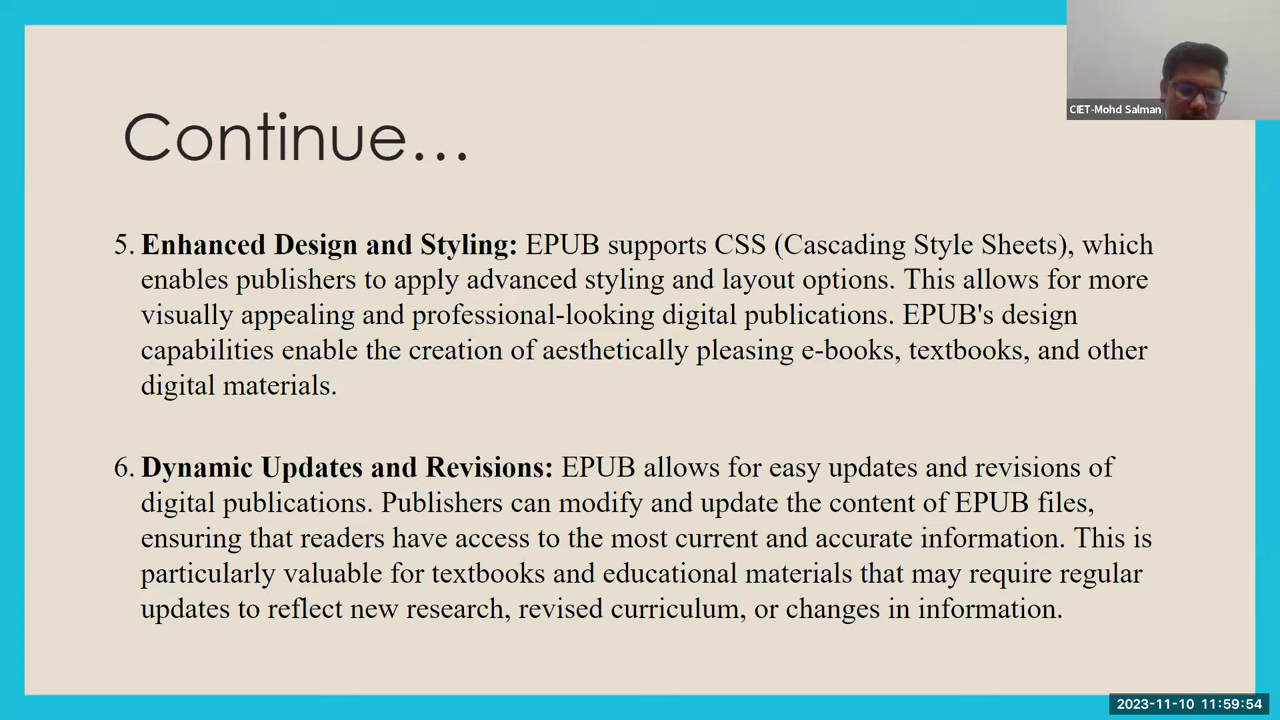 CIET-Mohd Salman
Continue…
5. Enhanced Design and Styling: EPUB supports CSS (Cascading Style Sheets), which
enables publishers to apply advanced styling and layout options. This allows for more
visually appealing and professional-looking digital publications. EPUB's design
capabilities enable the creation of aesthetically pleasing e-books, textbooks, and other
digital materials.
6. Dynamic Updates and Revisions: EPUB allows for easy updates and revisions of
digital publications. Publishers can modify and update the content of EPUB files,
ensuring that readers have access to the most current and accurate information. This is
particularly valuable for textbooks and educational materials that may require regular
updates to reflect new research, revised curriculum, or changes in information.
2023-11-10 11:59:54